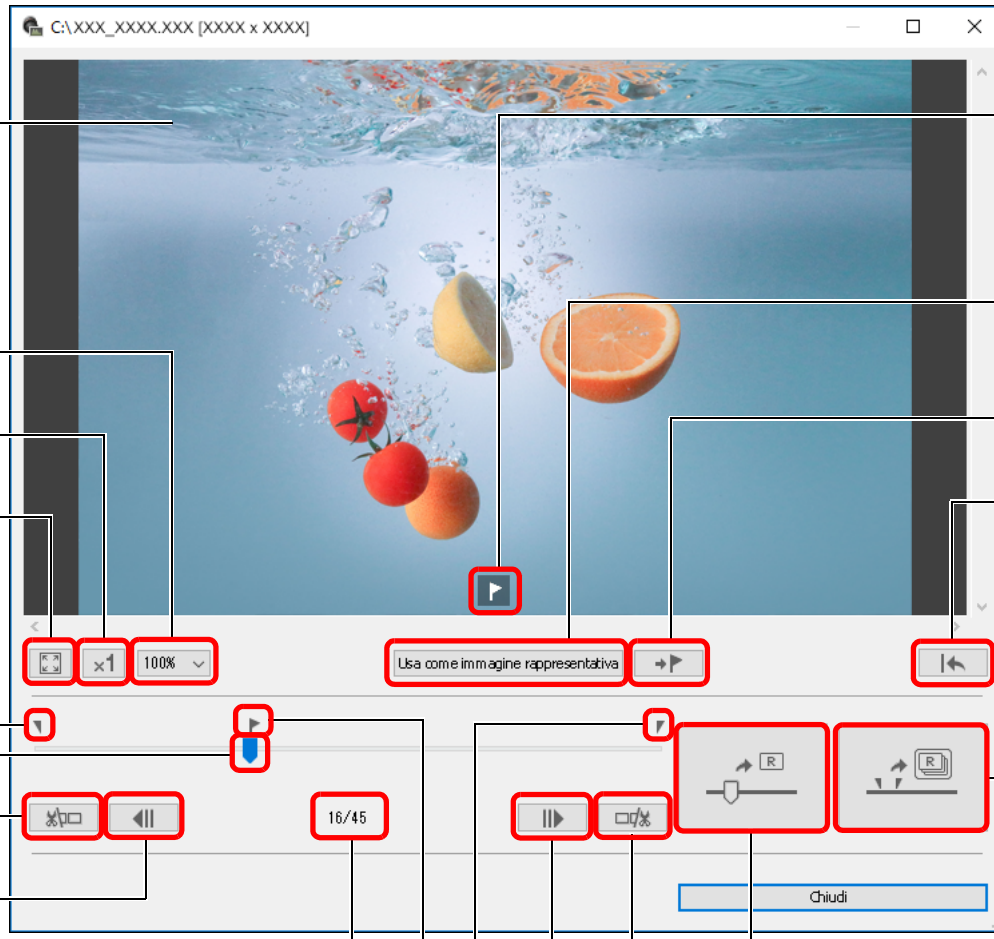 C:\XXX_XXXX.XXX [XXXX x XXXX]
×1
100%
Usa come immagine rappresentativa
R
R
16/45
Chiudi